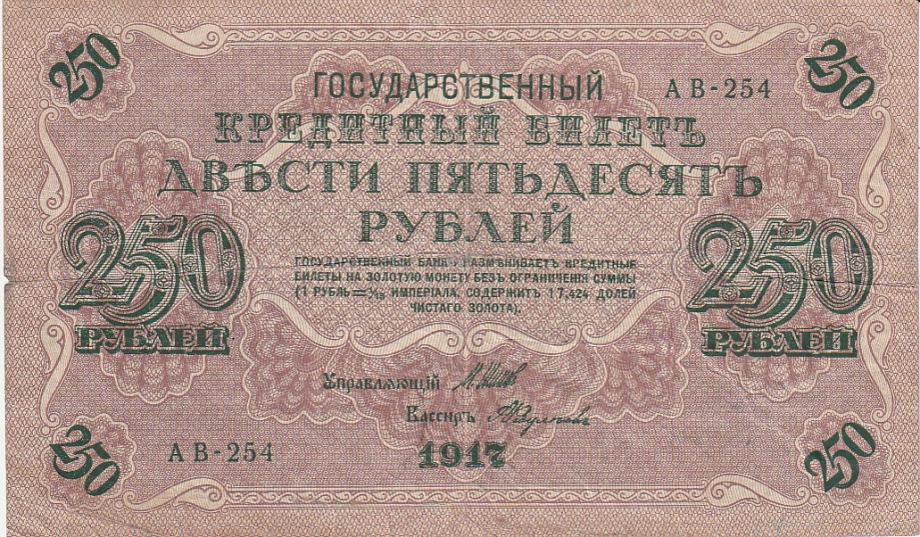 250 250
ГОСУДАРСТВЕННЫЙ АВ-254
КРЕДИТНЫЙ БИЛЕТЪ
ДВѢСТИ ПЯТЬДЕСЯТЪ
РУБЛЕЙ
250 250
РУБЛЕЙ РУБЛЕЙ
ГОСУДАРСТВЕННЫЙ БАНКЪ РАЗМѢНИВАЕТЪ КРЕДИТНЫЕ
БИЛЕТЫ НА ЗОЛОТУЮ МОНЕТУ БЕЗЪ ОГРАНИЧЕНІЯ СУММЫ
(1 РУБЛЬ=1/15 ИМПЕРІАЛА, СОДЕРЖИТЪ 17,424 ДОЛЕЙ
ЧИСТАГО ЗОЛОТА).
Управляющій
Кассиръ
АВ-254 1917
250 250